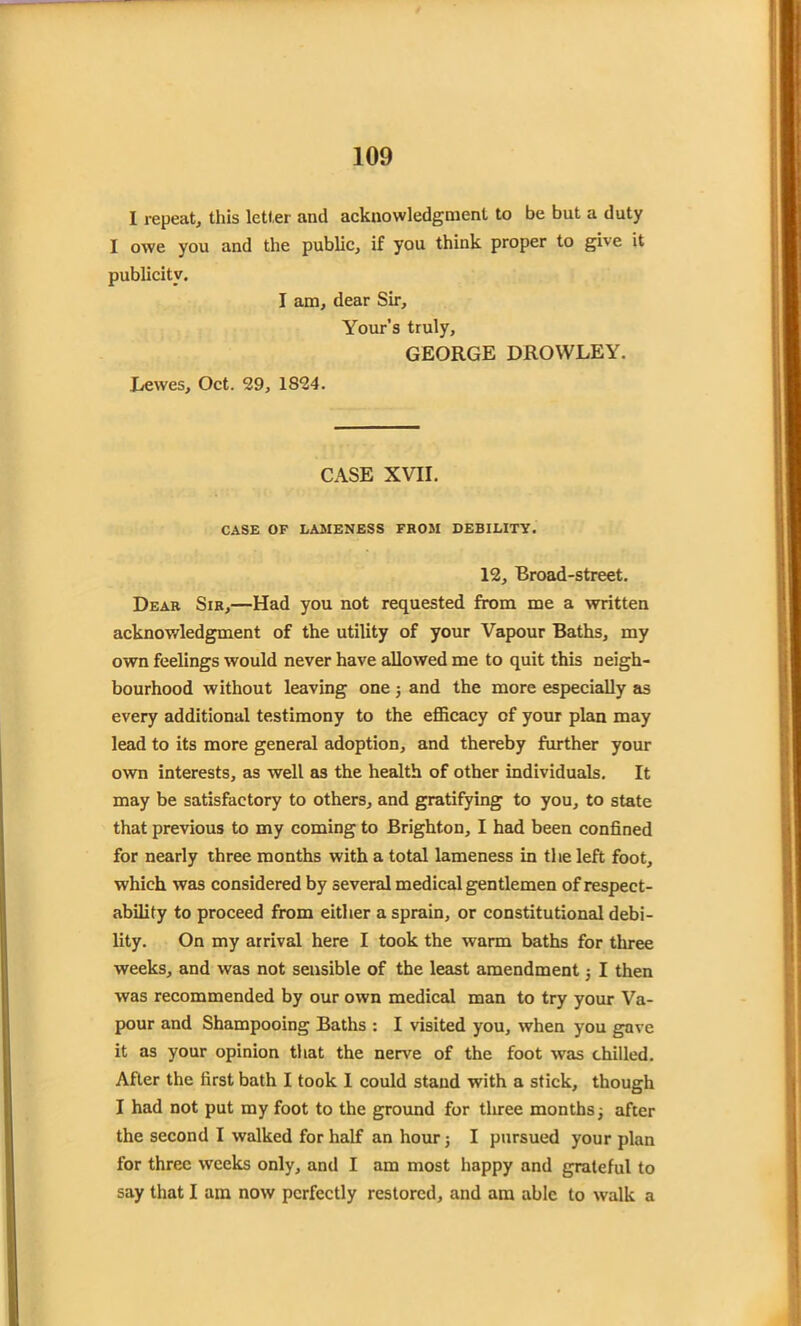 109
I repeat, this letter and acknowledgment to be but a duty
I owe you and the public, if you think proper to give it
publicity.
I am, dear Sir,
Your's truly,
GEORGE DROWLEY.
Lewes, Oct. 29, 1824.
CASE XVII.
CASE OF LAMENESS FROM DEBILITY.
12, Broad-street.
Dear Sir,—Had you not requested from me a written
acknowledgment of the utility of your Vapour Baths, my
own feelings would never have allowed me to quit this neigh-
bourhood without leaving one; and the more especially as
every additional testimony to the efficacy of your plan may
lead to its more general adoption, and thereby further your
own interests, as well as the health of other individuals. It
may be satisfactory to others, and gratifying to you, to state
that previous to my coming to Brighton, I had been confined
for nearly three months with a total lameness in the left foot,
which was considered by several medical gentlemen of respect-
ability to proceed from either a sprain, or constitutional debi-
lity. On my arrival here I took the warm baths for three
weeks, and was not sensible of the least amendment; I then
was recommended by our own medical man to try your Va-
pour and Shampooing Baths : I visited you, when you gave
it as your opinion that the nerve of the foot was chilled.
After the first bath I took I could stand with a stick, though
I had not put my foot to the ground for three months; after
the second I walked for half an hour; I pursued your plan
for three weeks only, and I am most happy and grateful to
say that I am now perfectly restored, and am able to walk a